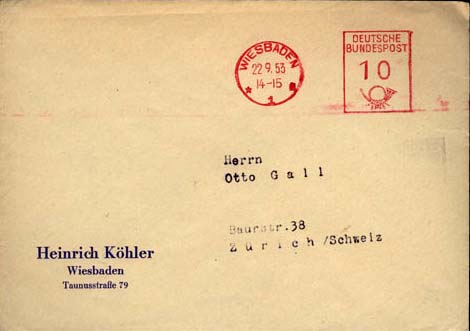 WIESBADEN
22.9.53
14-15
1
DEUTSCHE
BUNDESPOST
10
Herrn
Otto Gall
Baurstr.38
Zürich/Schweiz
Heinrich Köhler
Wiesbaden
Taunusstraße 79